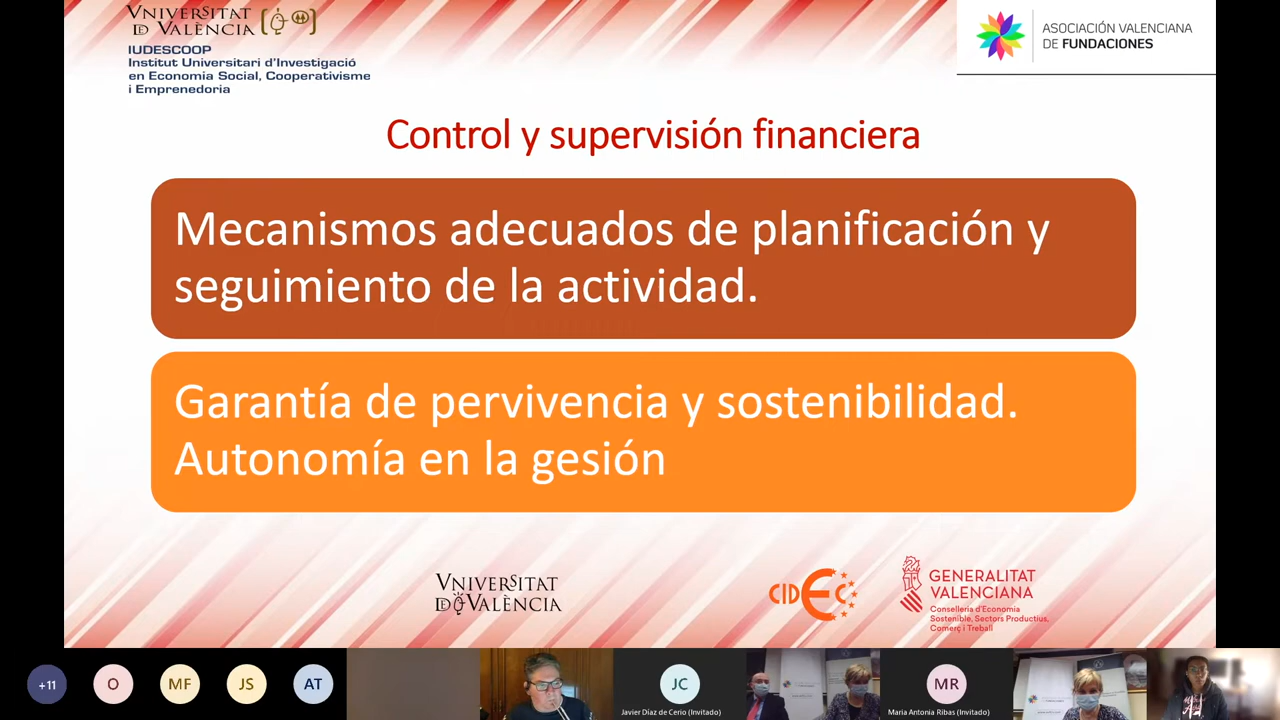 VNIVERSITAT
DE VALÈNCIA
IUDESCOOP
Institut Universitari d'Investigació
en Economia Social, Cooperativisme
i Emprenedoria
ASOCIACIÓN VALENCIANA
DE FUNDACIONES
Control y supervisión financiera
Mecanismos adecuados de planificación y
seguimiento de la actividad.
Garantía de pervivencia y sostenibilidad.
Autonomía en la gesión
VNIVERSITAT
DE VALÈNCIA
CIDEC
GENERALITAT
VALENCIANA
Conselleria d'Economia
Sostenible, Sectors Productius,
Comerç i Treball
+11
O
MF
JS
AT
JC
Javier Díaz de Cerio (Invitado)
MR
Maria Antonia Ribas (Invitado)